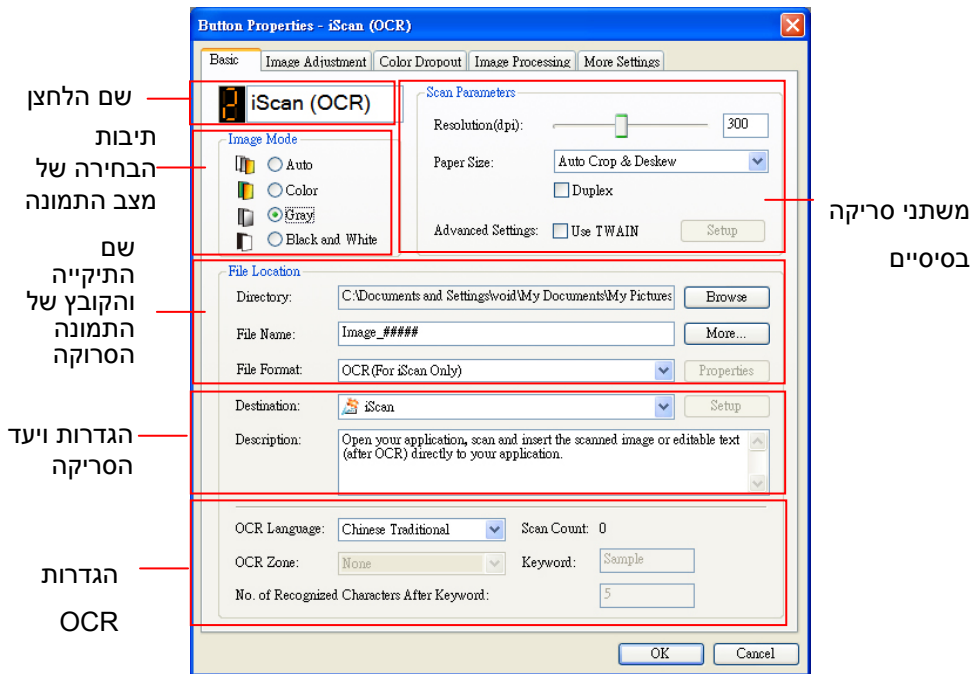 Button Properties - iScan (OCR)
Basic
Image Adjustment
Color Dropout
Image Processing
More Settings
שם הלחצן
2
iScan (OCR)
תיבות
הבחירה של
מצב התמונה
Image Mode
Auto
Color
Gray
Black and White
Scan Parameters
Resolution(dpi):
300
Paper Size:
Auto Crop & Deskew
Duplex
Advanced Settings:
Use TWAIN
Setup
משתני סריקה
בסיסיים
שם
התיקייה
והקובץ של
התמונה
הסרוקה
File Location
Directory:
C:\Documents and Settings\void\My Documents\My Pictures
Browse
File Name:
Image_#####
More...
File Format:
OCR(For iScan Only)
Properties
הגדרות ויעד
הסריקה
Destination:
iScan
Setup
Description:
Open your application, scan and insert the scanned image or editable text
(after OCR) directly to your application.
הגדרות
OCR
OCR Language:
Chinese Traditional
Scan Count: 0
OCR Zone:
None
Keyword:
Sample
No. of Recognized Characters After Keyword:
5
OK
Cancel